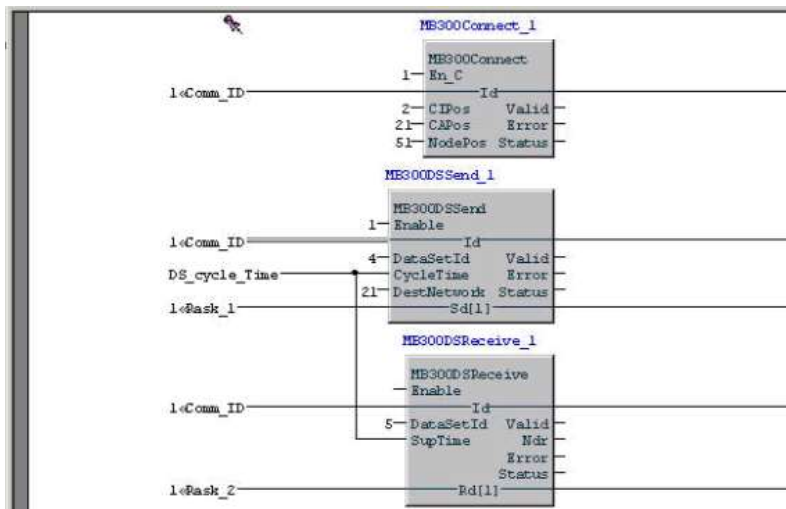 MB300Connect_1
MB300Connect
1 En_C
1«Comm_ID Id
2 CIPos Valid
21 CAPos Error
51 NodePos Status
MB300DSSend_1
MB300DSSend
1 Enable
1«Comm_ID Id
4 DataSetId Valid
DS_cycle_Time CycleTime Error
21 DestNetwork Status
1«Rask_1 Sd[1]
MB300DSReceive_1
MB300DSReceive
Enable
1«Comm_ID Id
5 DataSetId Valid
SupTime Ndr
Error
Status
1«Rask_2 Rd[1]